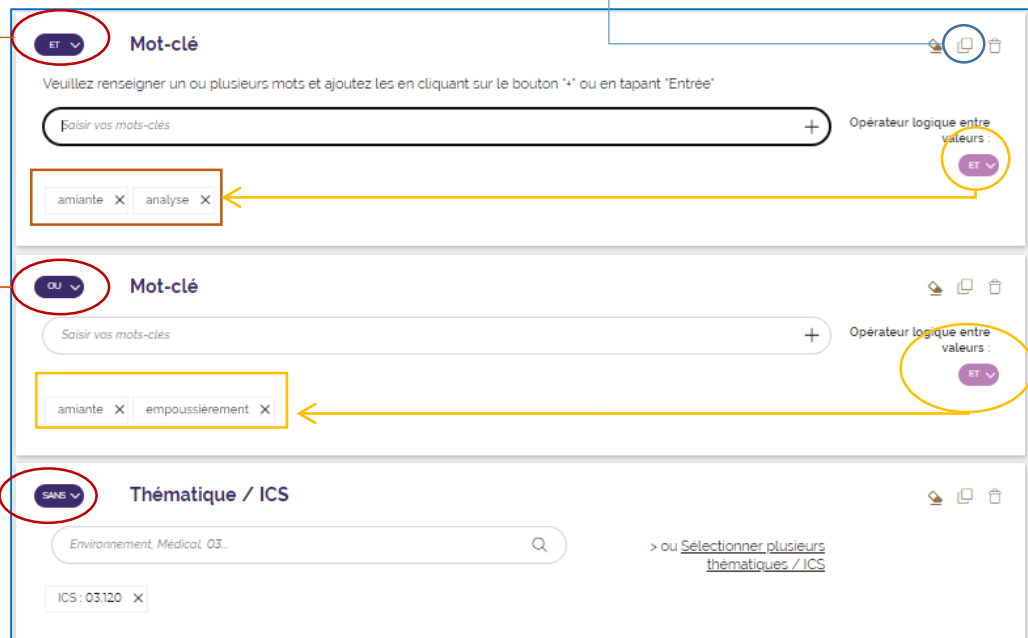 ET Mot-clé
Veuillez renseigner un ou plusieurs mots et ajoutez les en cliquant sur le bouton "+" ou en tapant "Entrée"
Saisir vos mots-clés + Opérateur logique entre
valeurs :
ET
amiante X analyse X
OU Mot-clé
Saisir vos mots-clés + Opérateur logique entre
valeurs :
ET
amiante X empoussièrement X
SANS Thématique / ICS
Environnement, Médical, 03... > ou Sélectionner plusieurs
thématiques / ICS
ICS : 03.120 X